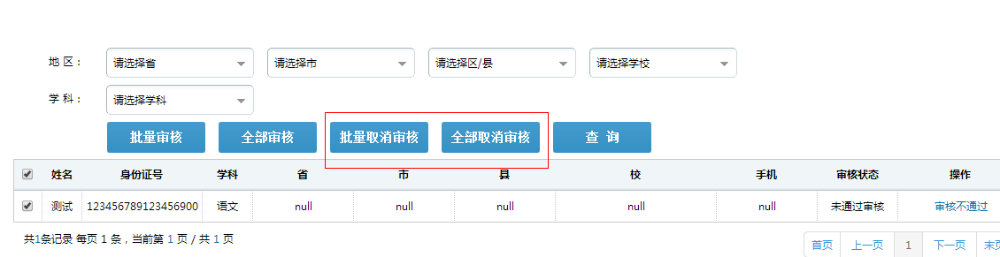 地 区： 请选择省 请选择市 请选择区/县 请选择学校
学 科： 请选择学科
批量审核 全部审核 批量取消审核 全部取消审核 查 询
姓名 身份证号 学科 省 市 县 校 手机 审核状态 操作
测试 123456789123456900 语文 null null null null null 未通过审核 审核不通过
共1条记录 每页 1 条，当前第 1 页 / 共 1 页
首页 上一页 1 下一页 末页